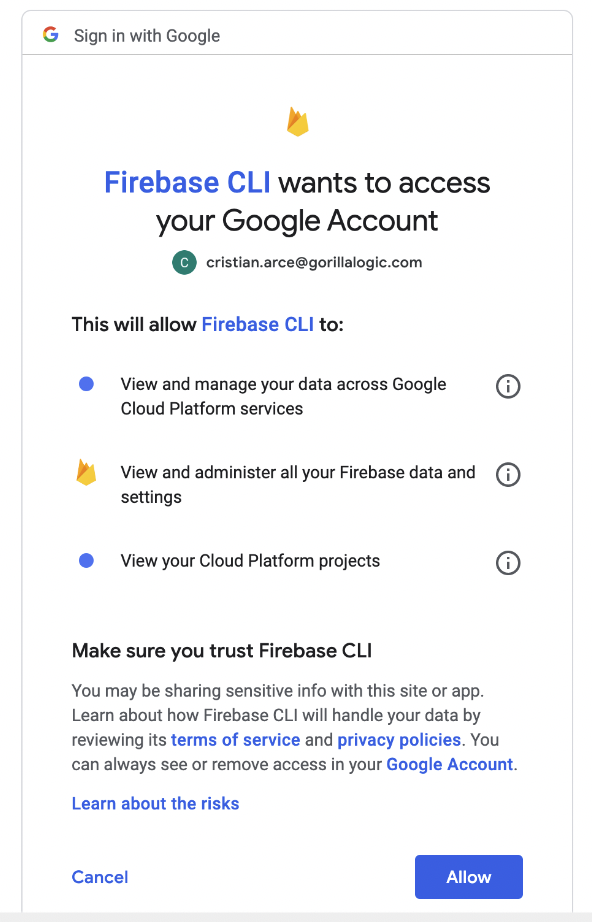 Sign in with Google
Firebase CLI wants to access
your Google Account
C cristian.arce@gorillalogic.com
This will allow Firebase CLI to:
View and manage your data across Google
Cloud Platform services
View and administer all your Firebase data and
settings
View your Cloud Platform projects
Make sure you trust Firebase CLI
You may be sharing sensitive info with this site or app.
Learn about how Firebase CLI will handle your data by
reviewing its terms of service and privacy policies. You
can always see or remove access in your Google Account.
Learn about the risks
Cancel Allow